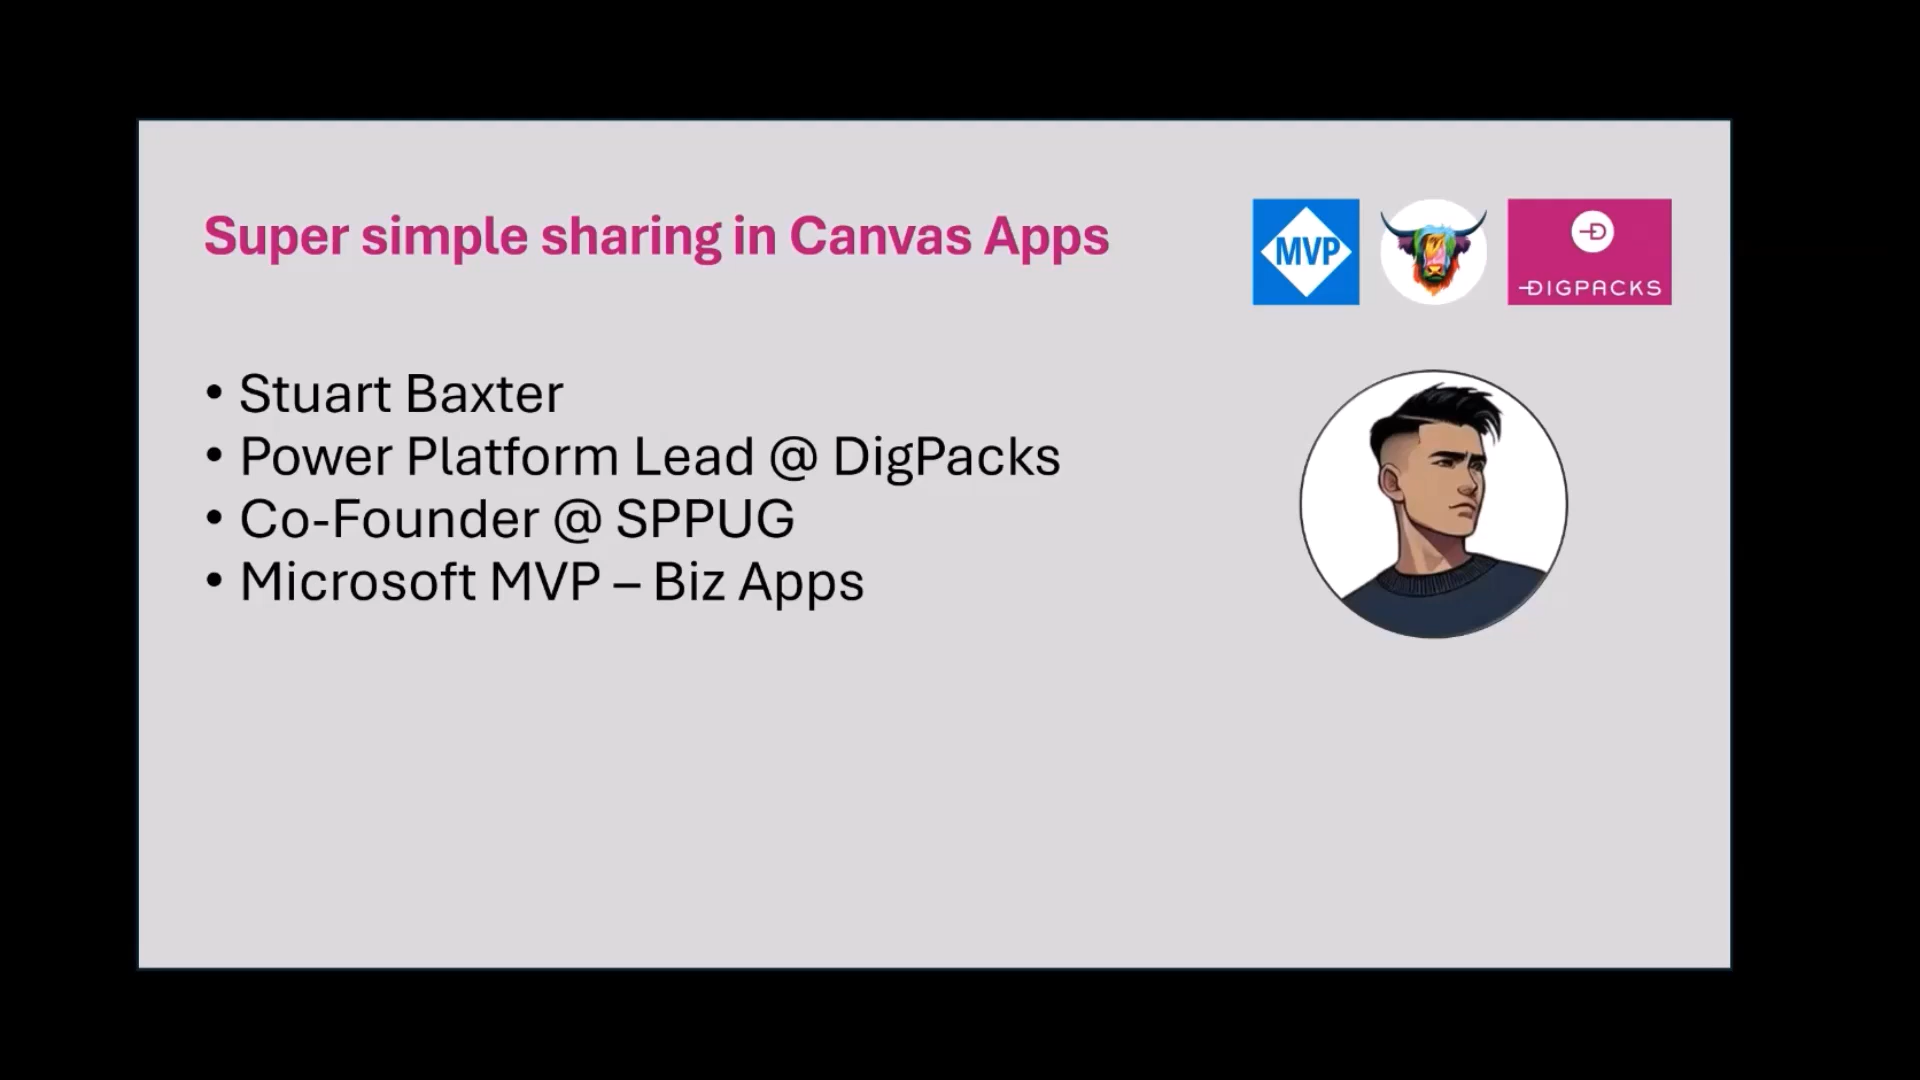 Super simple sharing in Canvas Apps
MVP
DIGPACKS
• Stuart Baxter
• Power Platform Lead @ DigPacks
• Co-Founder @ SPPUG
• Microsoft MVP – Biz Apps